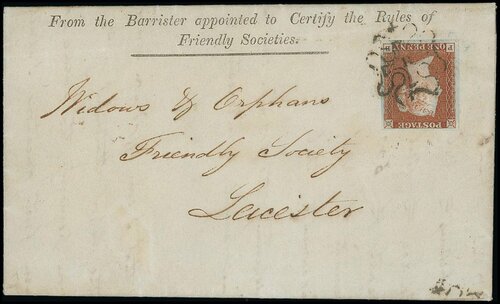 From the Barrister appointed to Certify the Rules of
Friendly Societies.
POSTAGE
ONE PENNY
Widows & Orphans
Friendly Society
Leicester